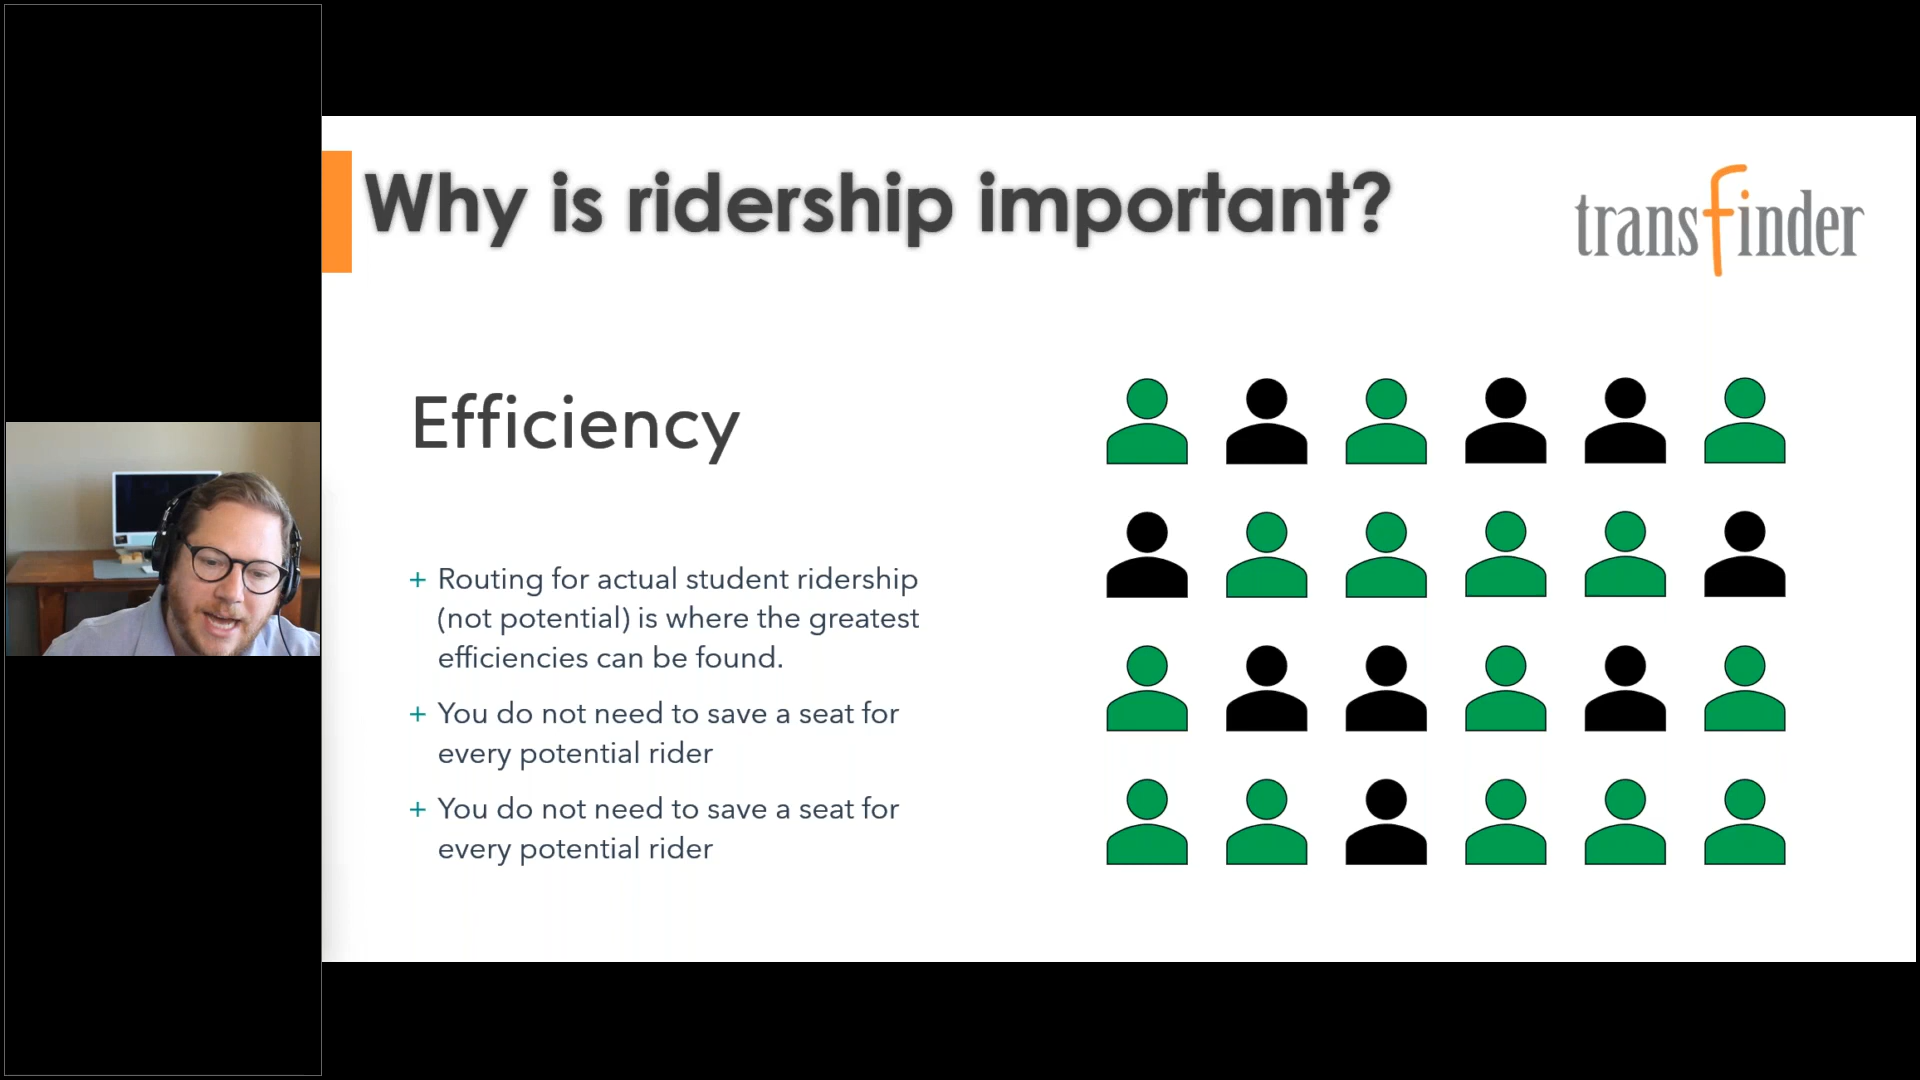 Why is ridership important?
transfinder
Efficiency
+ Routing for actual student ridership
(not potential) is where the greatest
efficiencies can be found.
+ You do not need to save a seat for
every potential rider
+ You do not need to save a seat for
every potential rider